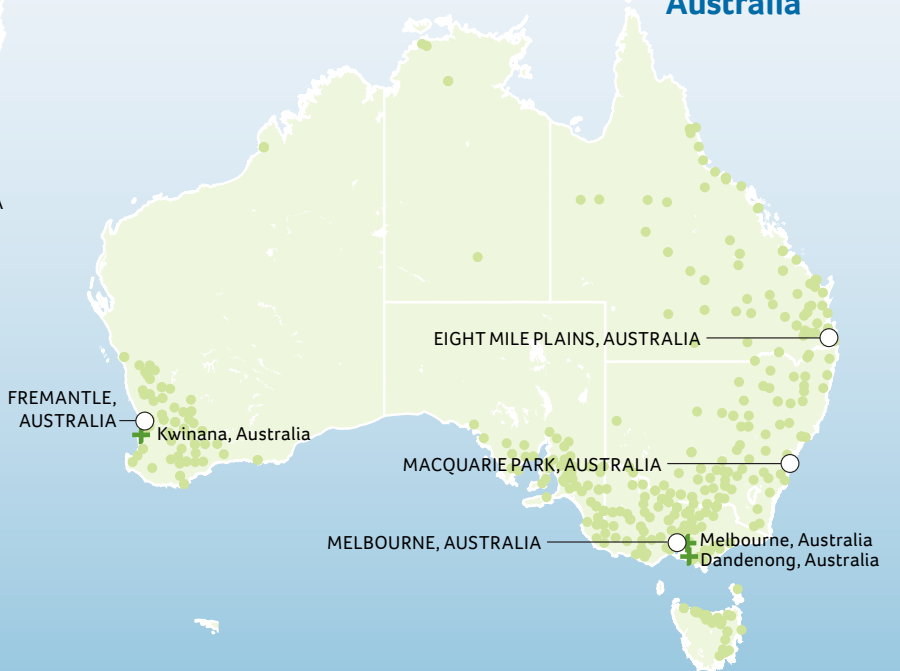 Australia
EIGHT MILE PLAINS, AUSTRALIA
FREMANTLE,
AUSTRALIA
Kwinana, Australia
MACQUARIE PARK, AUSTRALIA
MELBOURNE, AUSTRALIA
Melbourne, Australia
Dandenong, Australia